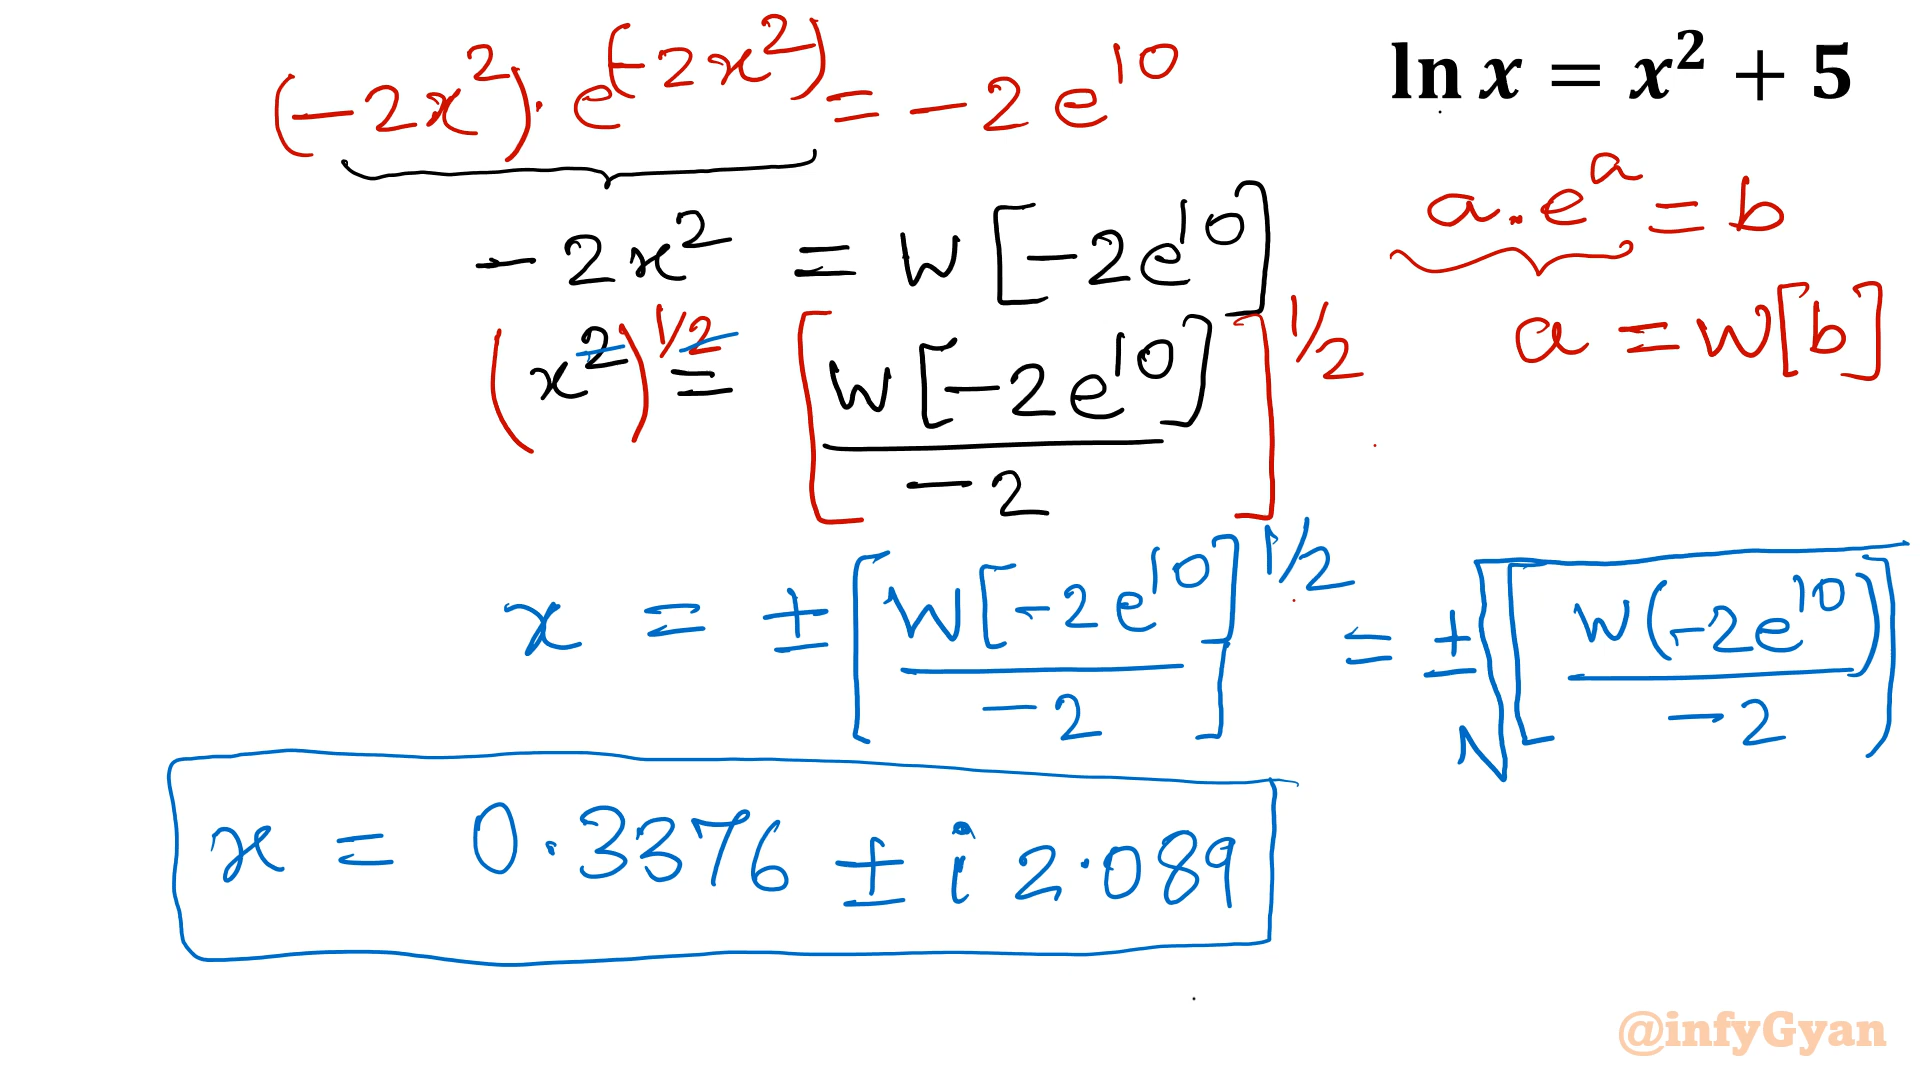 ln x = x² + 5
(-2x²)·e^(-2x²) = -2e^10
a.e^a = b
-2x² = W[-2e^10]
a = W[b]
(x²)^1/2 = [W[-2e^10] / -2]^1/2
x = ±[W[-2e^10] / -2]^1/2 = ±√[W(-2e^10) / -2]
x = 0.3376 ± i 2.089
@infyGyan